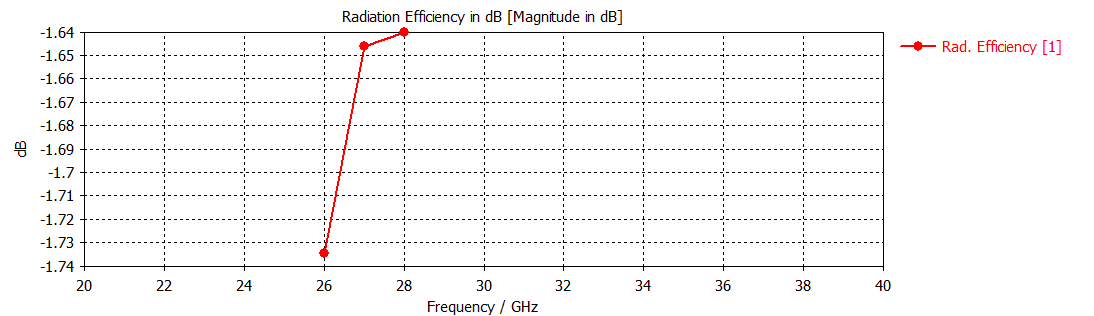 Radiation Efficiency in dB [Magnitude in dB]
-1.64
-1.65
-1.66
-1.67
-1.68
-1.69
-1.7
-1.71
-1.72
-1.73
-1.74
dB
20 22 24 26 28 30 32 34 36 38 40
Frequency / GHz
Rad. Efficiency [1]